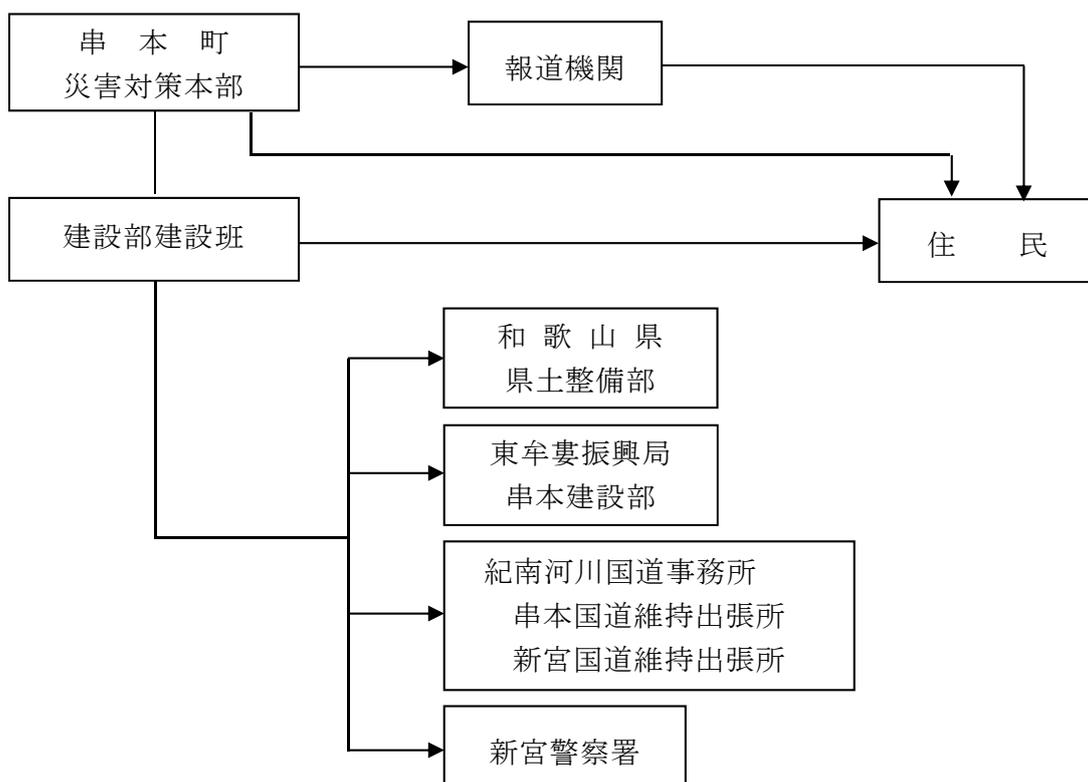 串 本 町
災害対策本部
報道機関
建設部建設班
住 民
和 歌 山 県
県土整備部
東牟婁振興局
串本建設部
紀南河川国道事務所
串本国道維持出張所
新宮国道維持出張所
新宮警察署